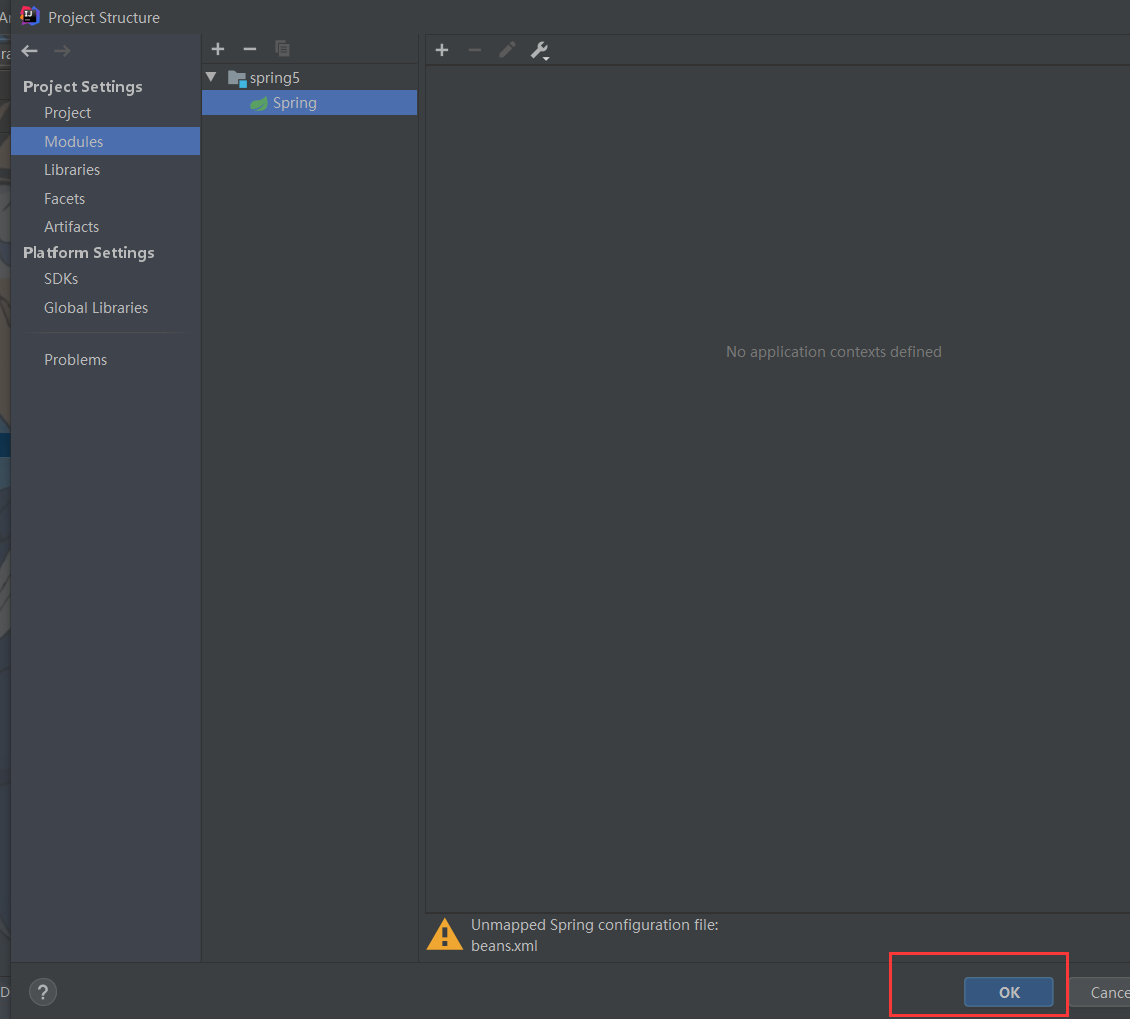 Project Structure
Project Settings
Project
Modules
Libraries
Facets
Artifacts
Platform Settings
SDKs
Global Libraries
Problems
spring5
Spring
No application contexts defined
Unmapped Spring configuration file:
beans.xml
?
OK
Cance